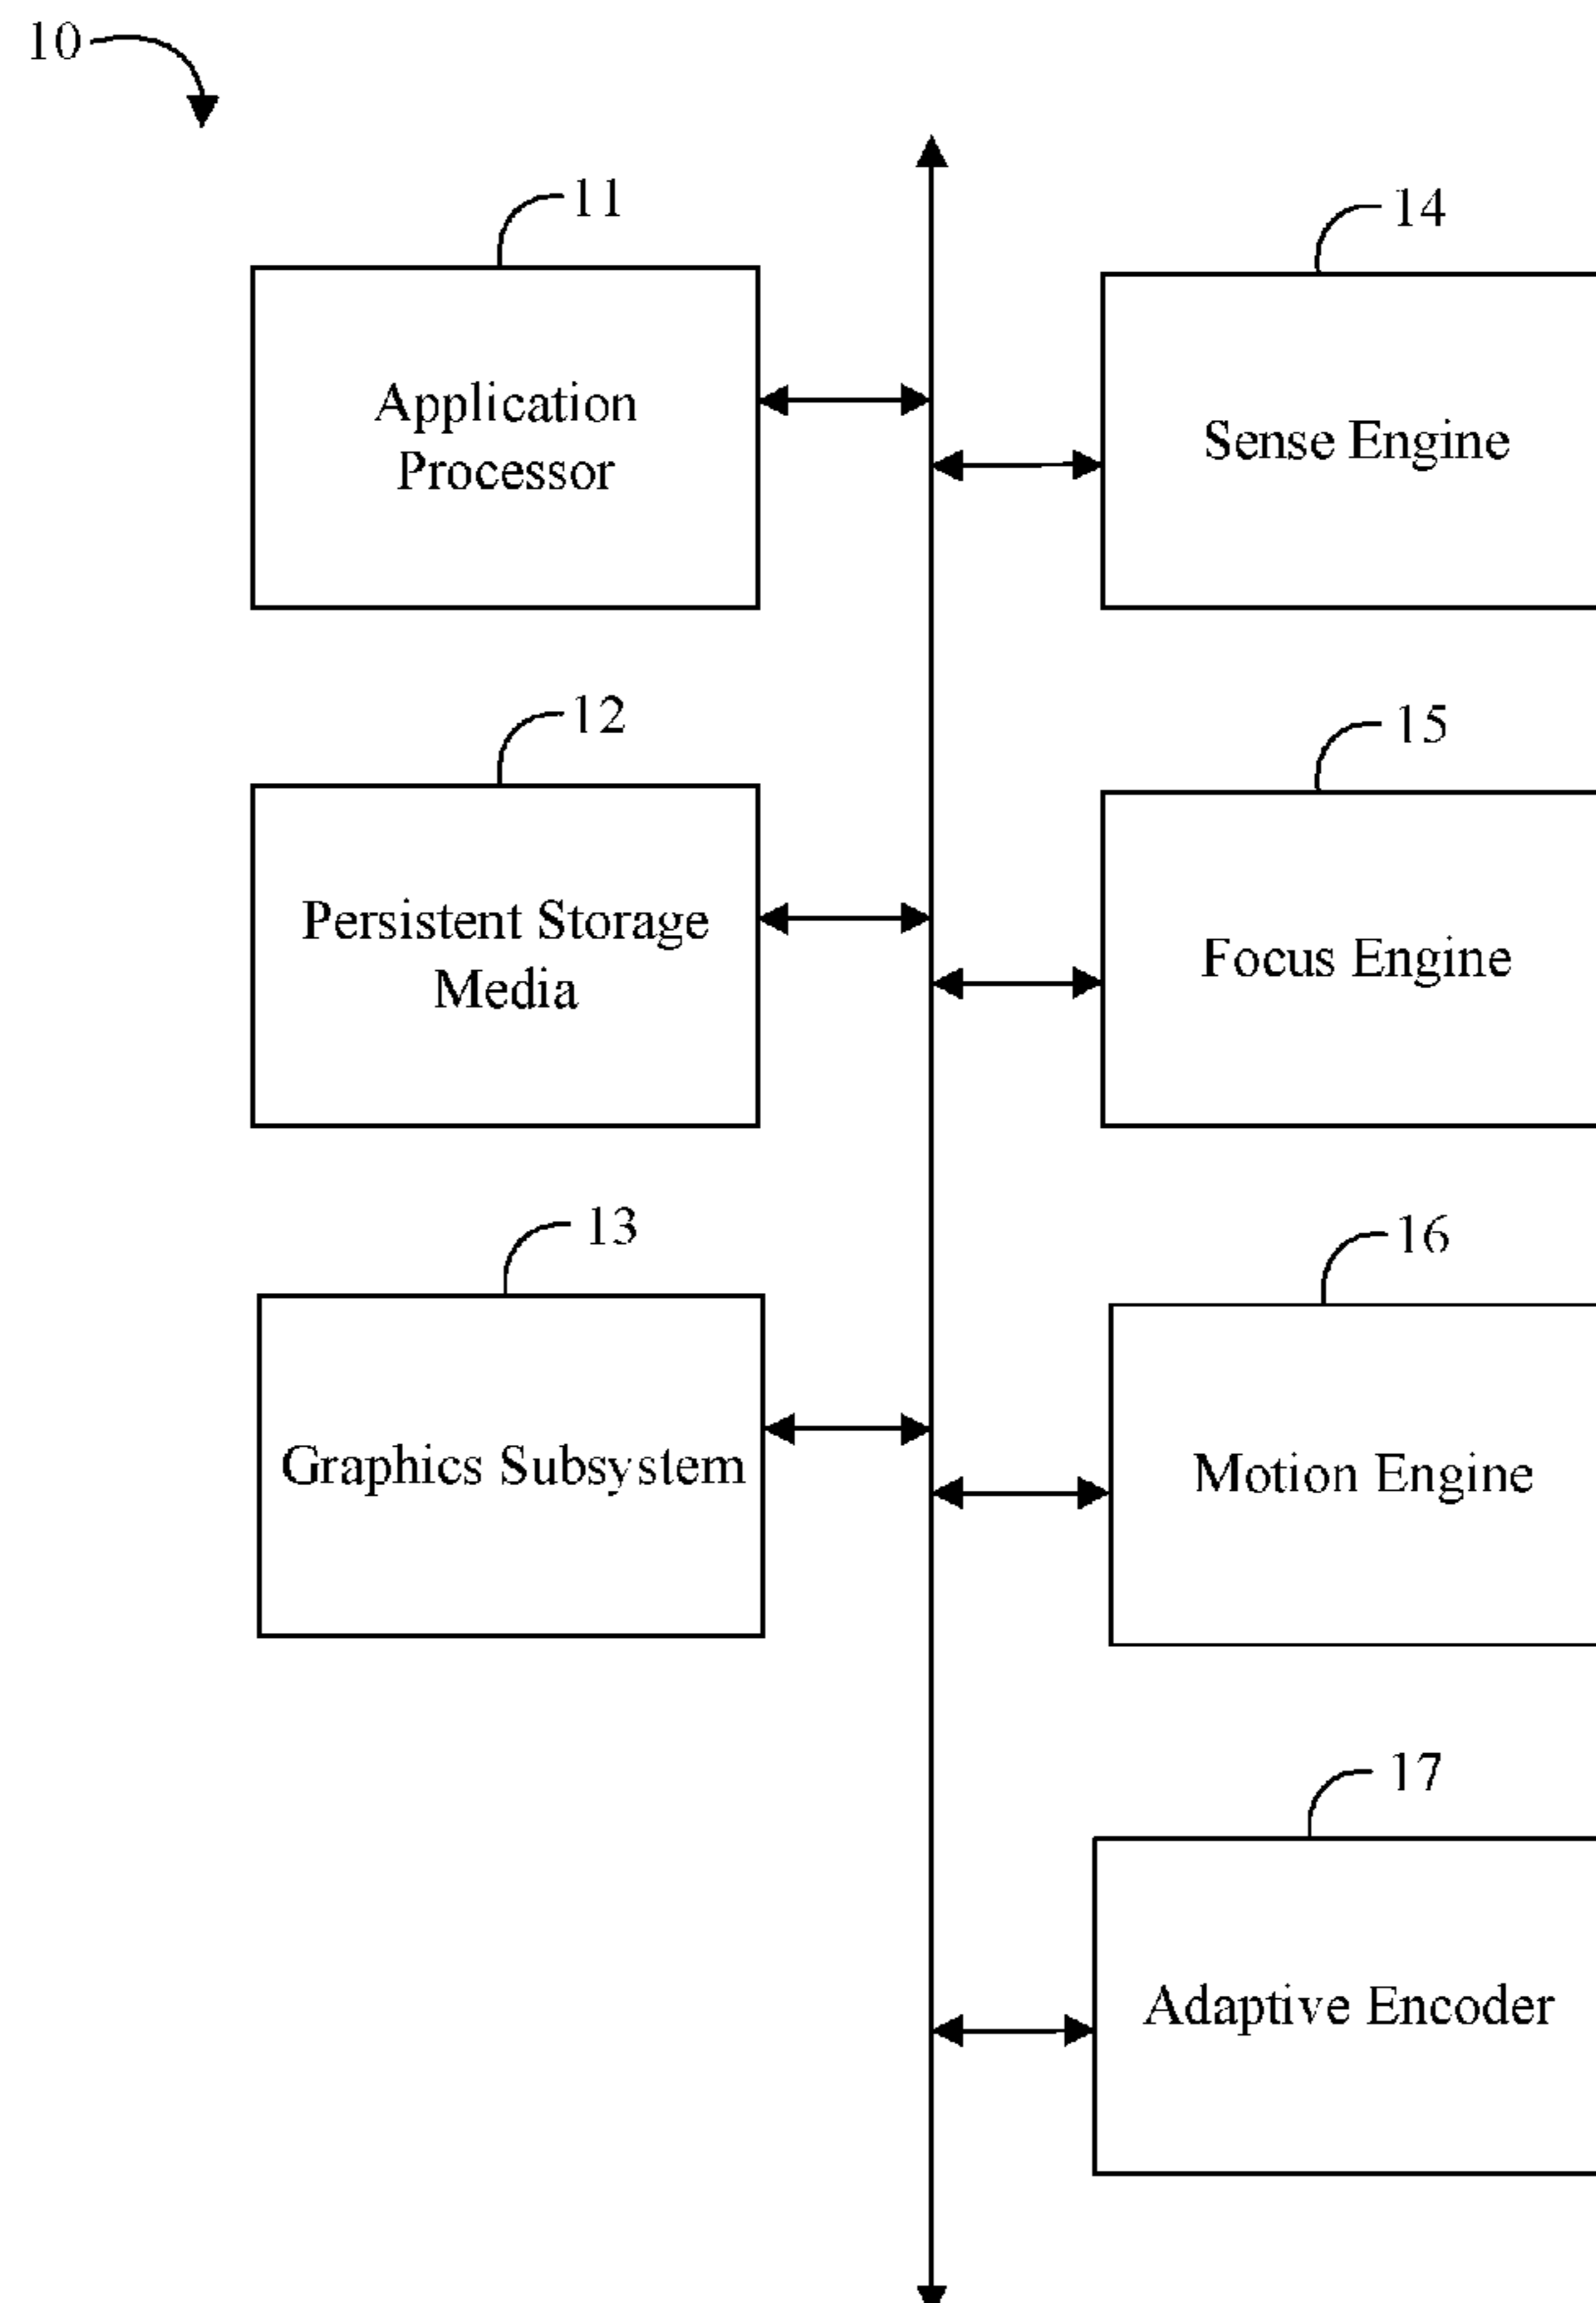 10
11
Application
Processor
14
Sense Engine
12
Persistent Storage
Media
15
Focus Engine
13
Graphics Subsystem
16
Motion Engine
17
Adaptive Encoder